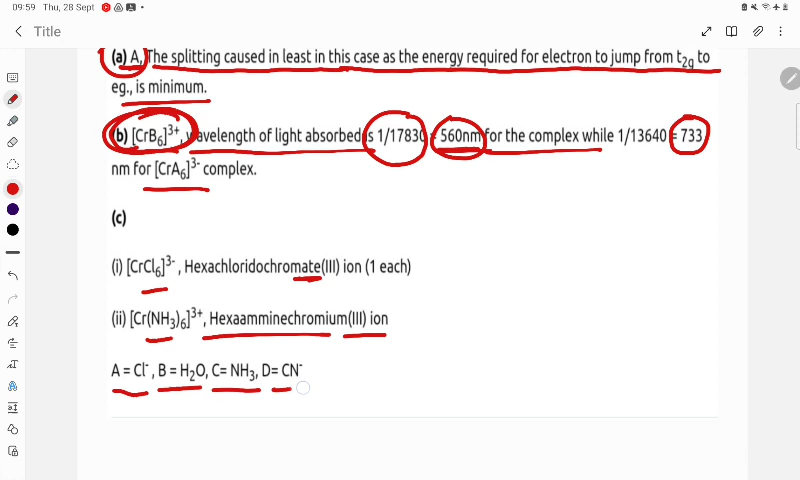 09:59 Thu, 28 Sept
Title
(a) A, The splitting caused in least in this case as the energy required for electron to jump from t2g to
eg., is minimum.
(b) [CrB6]3+, wavelength of light absorbed is 1/17830 = 560nm for the complex while 1/13640 = 733
nm for [CrA6]3- complex.
(c)
(i) [CrCl6]3- , Hexachloridochromate(III) ion (1 each)
(ii) [Cr(NH3)6]3+, Hexaamminechromium(III) ion
A = Cl- , B = H2O, C= NH3, D= CN-